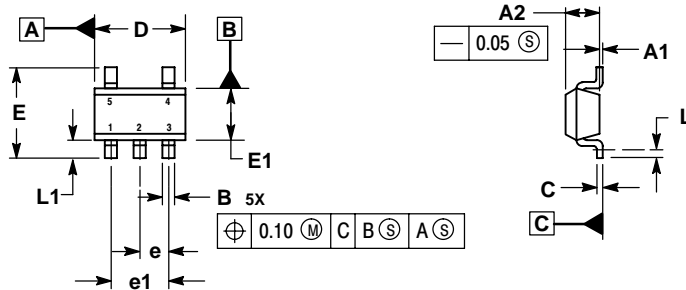 A
D
B
A2
— 0.05 Ⓢ
A1
E
5 4
1 2 3
E1
L
L1
B 5X
C
⌖ 0.10 Ⓜ C B Ⓢ A Ⓢ
C
e
e1